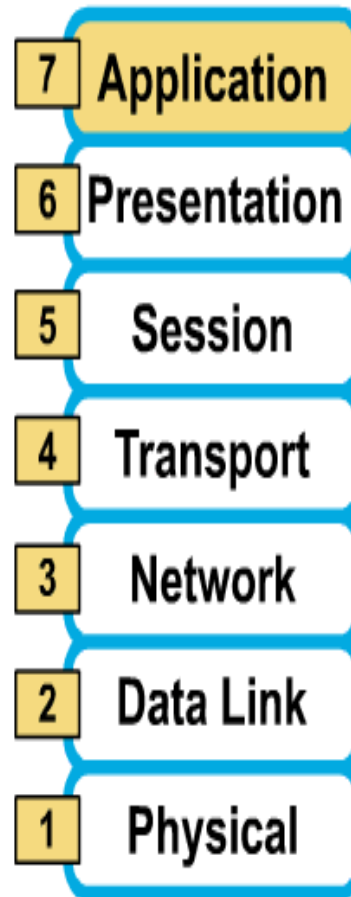 7 Application
6 Presentation
5 Session
4 Transport
3 Network
2 Data Link
1 Physical